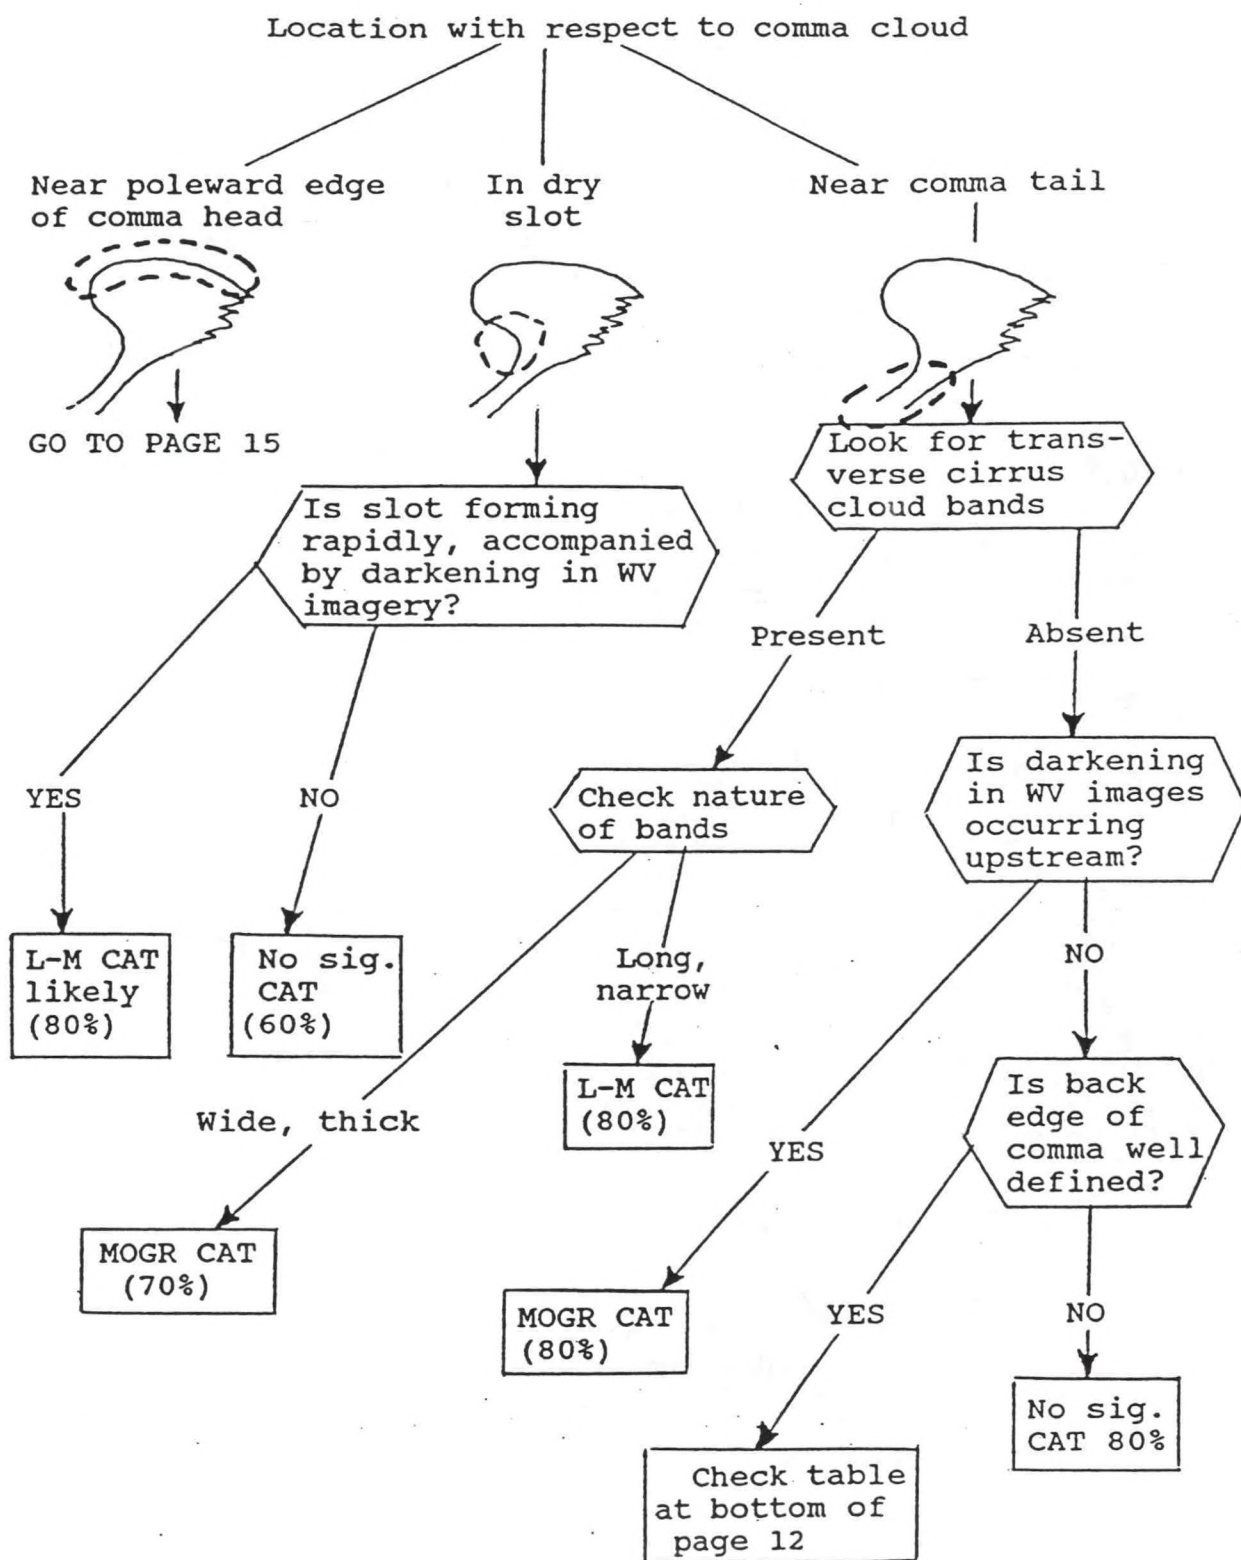 Location with respect to comma cloud
Near poleward edge
of comma head
In dry
slot
Near comma tail
GO TO PAGE 15
Look for trans-
verse cirrus
cloud bands
Is slot forming
rapidly, accompanied
by darkening in WV
imagery?
Present
Absent
YES
NO
Check nature
of bands
Is darkening
in WV images
occurring
upstream?
L-M CAT
likely
(80%)
No sig.
CAT
(60%)
Long,
narrow
NO
L-M CAT
(80%)
Is back
edge of
comma well
defined?
Wide, thick
YES
MOGR CAT
(70%)
MOGR CAT
(80%)
YES
NO
No sig.
CAT 80%
Check table
at bottom of
page 12